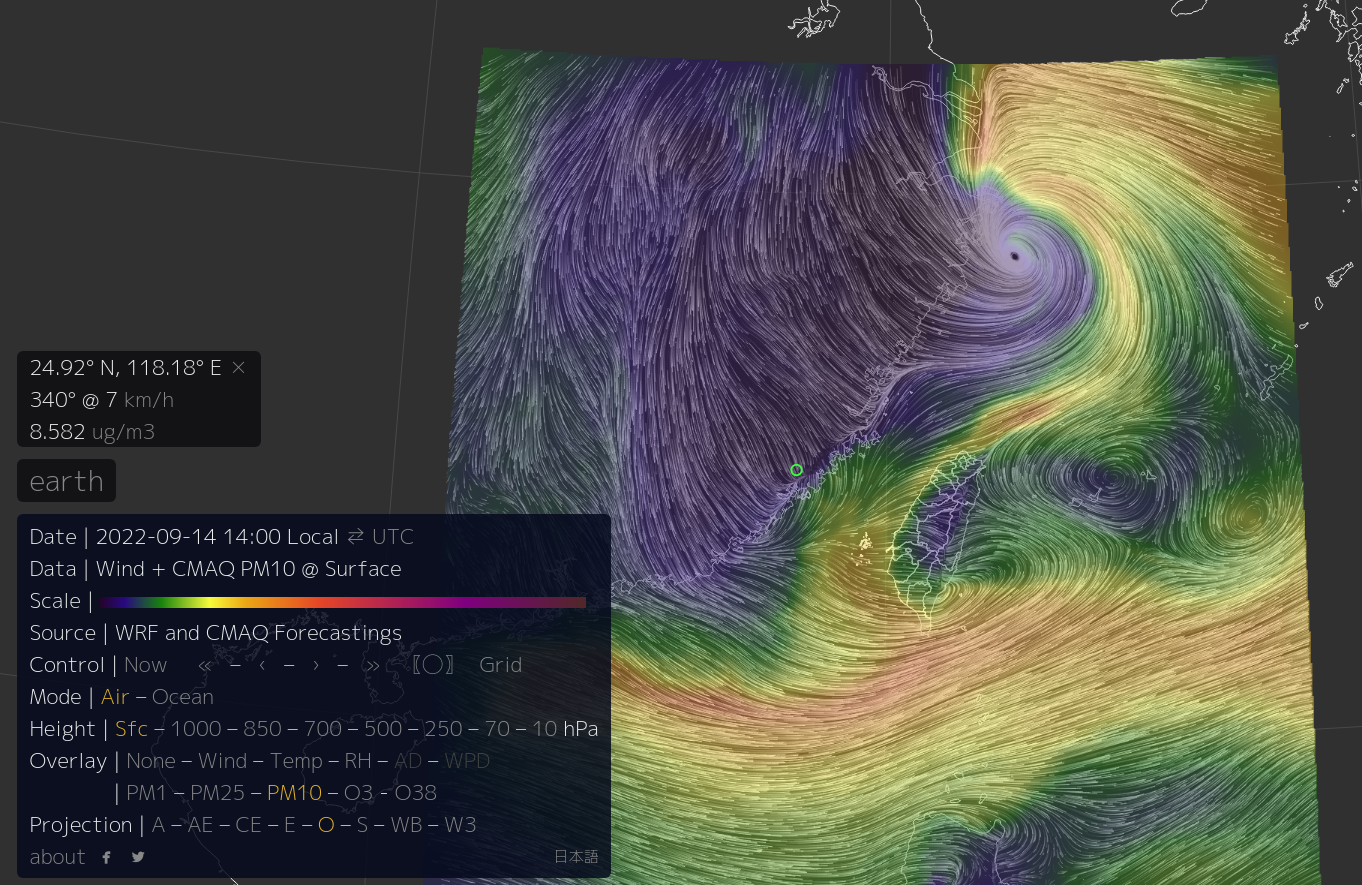 24.92° N, 118.18° E ×
340° @ 7 km/h
8.582 ug/m3
earth
Date | 2022-09-14 14:00 Local ⇄ UTC
Data | Wind + CMAQ PM10 @ Surface
Scale |
Source | WRF and CMAQ Forecastings
Control | Now « – ‹ – › – » 〖〇〗 Grid
Mode | Air – Ocean
Height | Sfc – 1000 – 850 – 700 – 500 – 250 – 70 – 10 hPa
Overlay | None – Wind – Temp – RH – AD – WPD
| PM1 – PM25 – PM10 – O3 - O38
Projection | A – AE – CE – E – O – S – WB – W3
about
日本語